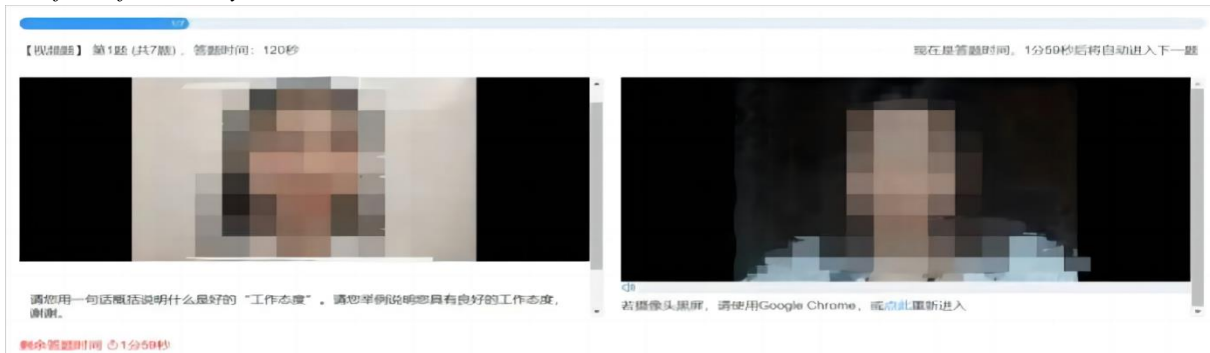 1/7
【视频题】 第1题 (共7题) ，答题时间：120秒
现在是答题时间，1分59秒后将自动进入下一题
请您用一句话概括说明什么是好的“工作态度”。请您举例说明您具有良好的工作态度，
谢谢。
若摄像头黑屏，请使用Google Chrome，或点此重新进入
剩余答题时间 1分59秒